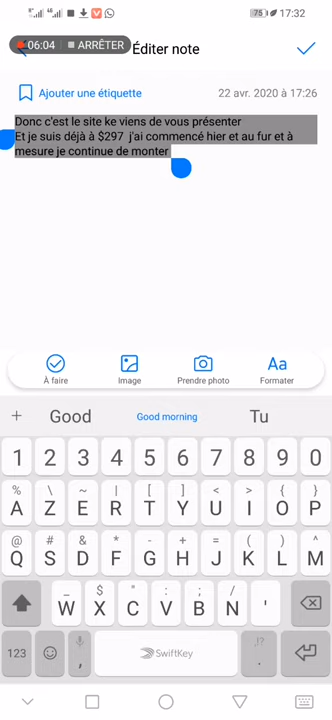 75 17:32
06:04 ARRÊTER Éditer note
Ajouter une étiquette 22 avr. 2020 à 17:26
Donc c'est le site ke viens de vous présenter
Et je suis déjà à $297 j'ai commencé hier et au fur et à
mesure je continue de monter
À faire Image Prendre photo Formater
Aa
+ Good Good morning Tu
1 2 3 4 5 6 7 8 9 0
% \ ~ | [ ] < > { }
A Z E R T Y U I O P
@ # & * - + = ( ) ^
Q S D F G H J K L M
_ $ " : ; /
W X C V B N '
123 , SwiftKey ,!?
.